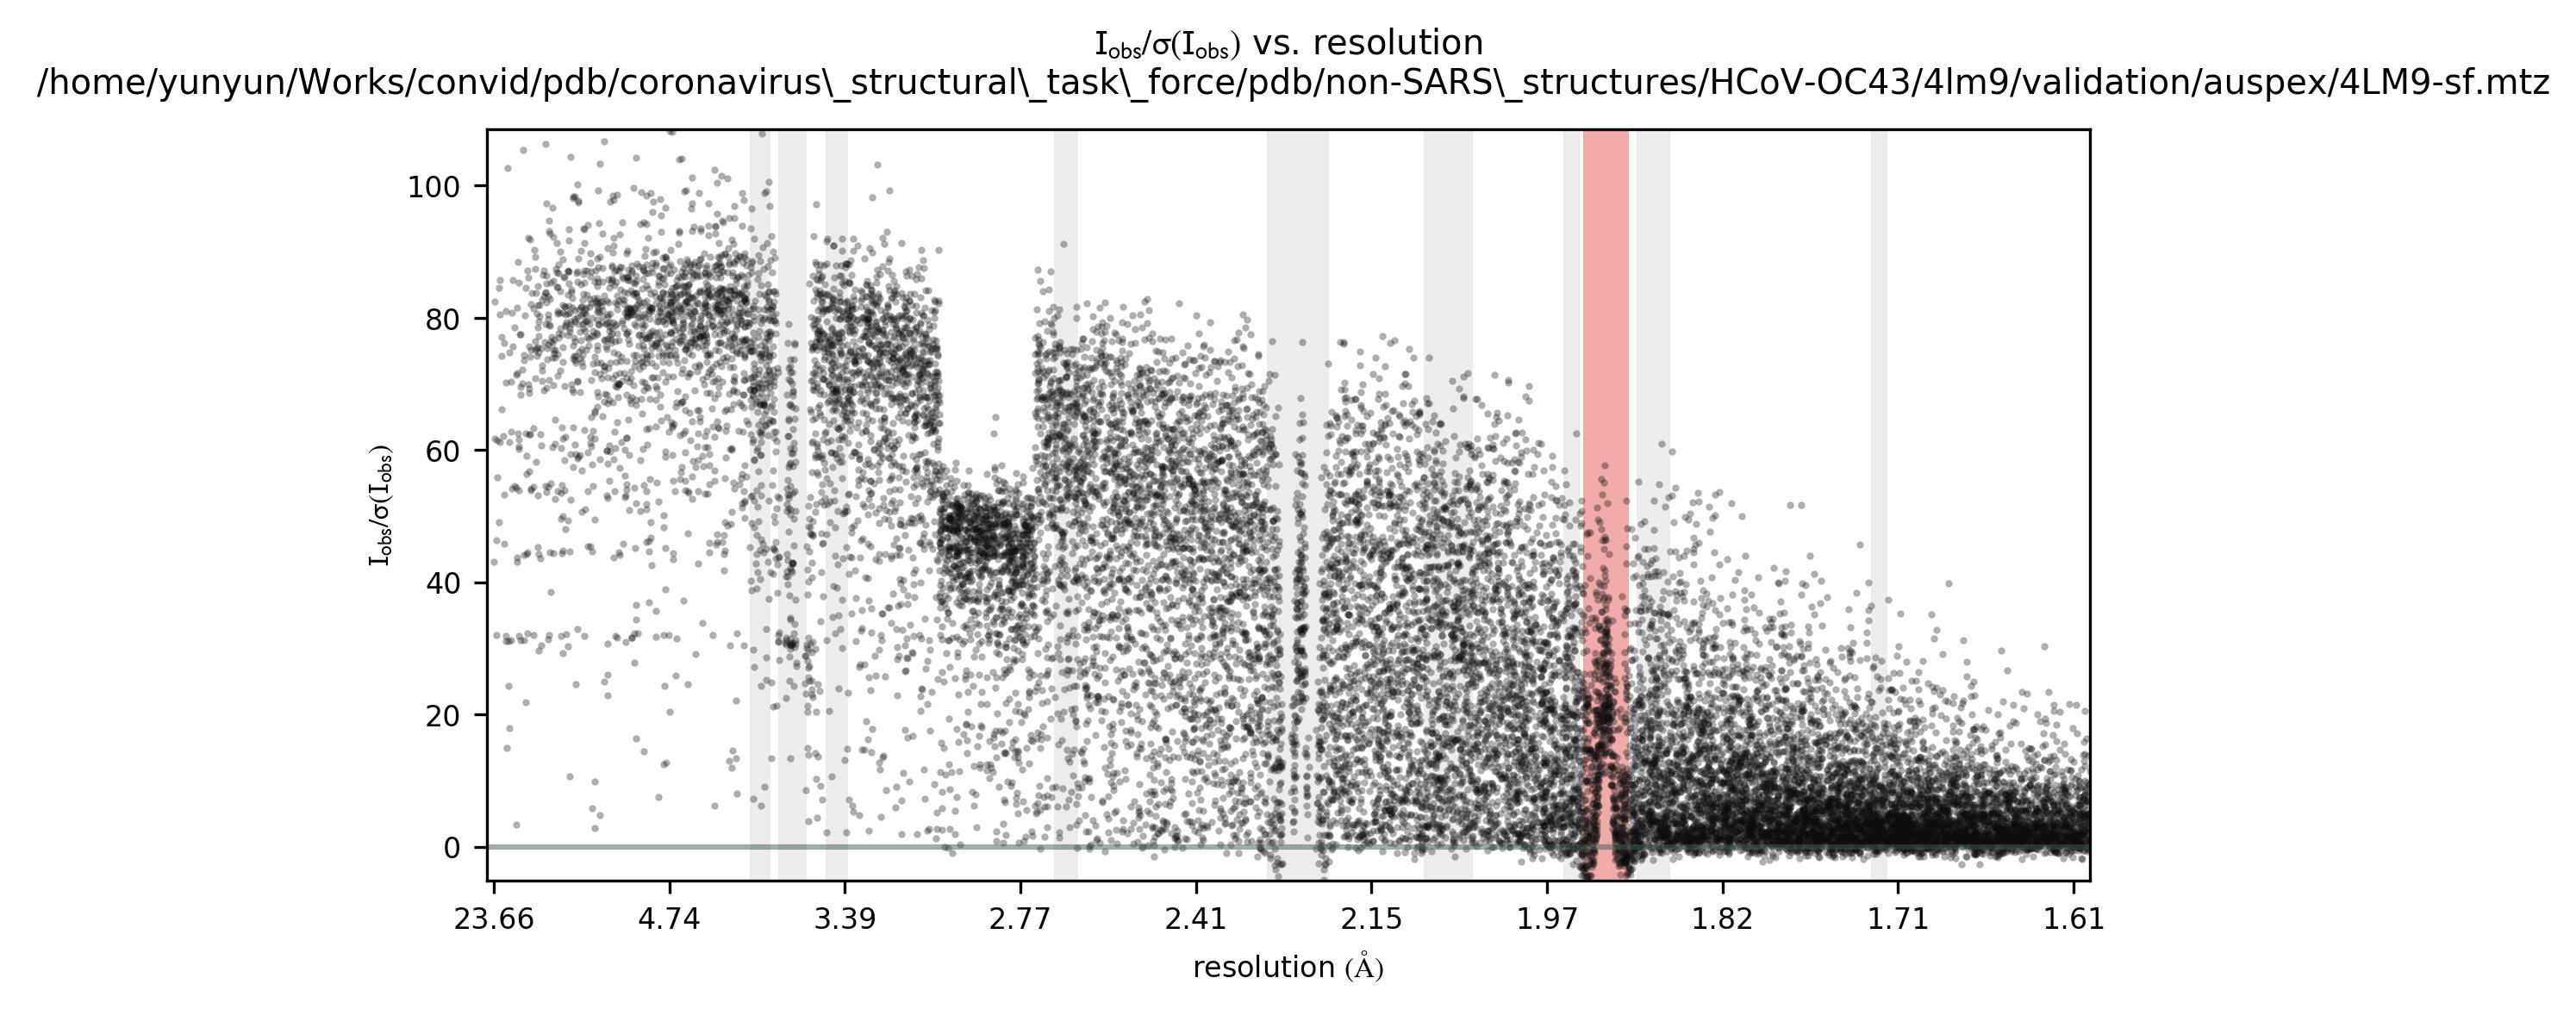 Iobs/σ(Iobs) vs. resolution
/home/yunyun/Works/convid/pdb/coronavirus\_structural\_task\_force/pdb/non-SARS\_structures/HCoV-OC43/4lm9/validation/auspex/4LM9-sf.mtz
Iobs/σ(Iobs)
100
80
60
40
20
0
23.66 4.74 3.39 2.77 2.41 2.15 1.97 1.82 1.71 1.61
resolution (Å)